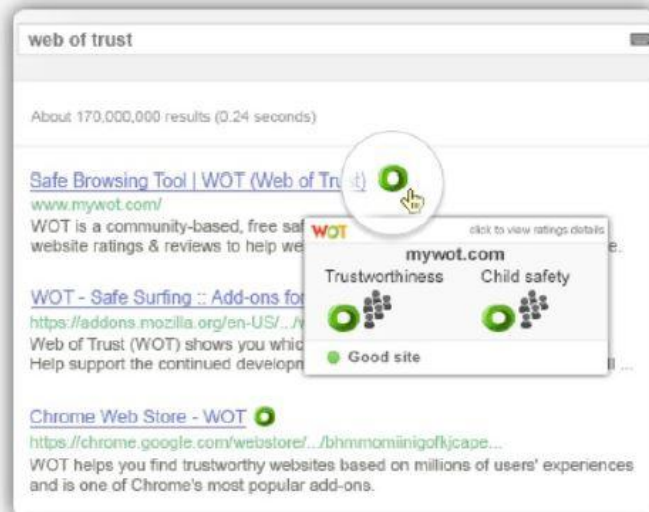 web of trust
About 170,000,000 results (0.24 seconds)
Safe Browsing Tool | WOT (Web of Trust)
www.mywot.com/
WOT is a community-based, free saf
website ratings & reviews to help we
e.
WOT
click to view ratings details
mywot.com
Trustworthiness Child safety
Good site
WOT - Safe Surfing :: Add-ons for
https://addons.mozilla.org/en-US/.../
Web of Trust (WOT) shows you whic
Help support the continued developm
ll ...
Chrome Web Store - WOT
https://chrome.google.com/webstore/.../bhmmomiinigofkjcape...
WOT helps you find trustworthy websites based on millions of users' experiences
and is one of Chrome's most popular add-ons.